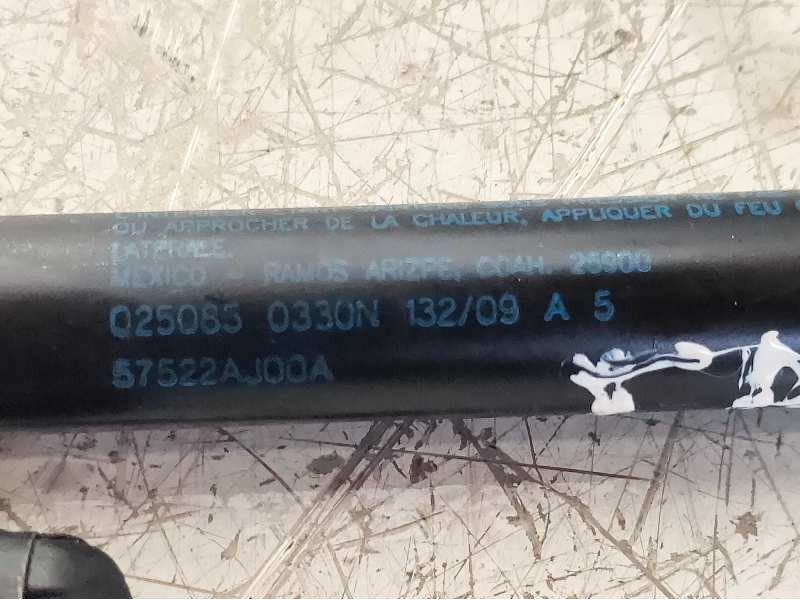 OU APPROCHER DE LA CHALEUR, APPLIQUER DU FEU
LATERALE.
MEXICO - RAMOS ARIZPE, COAH. 25900
025083 0330N 132/09 A 5
57522AJ00A